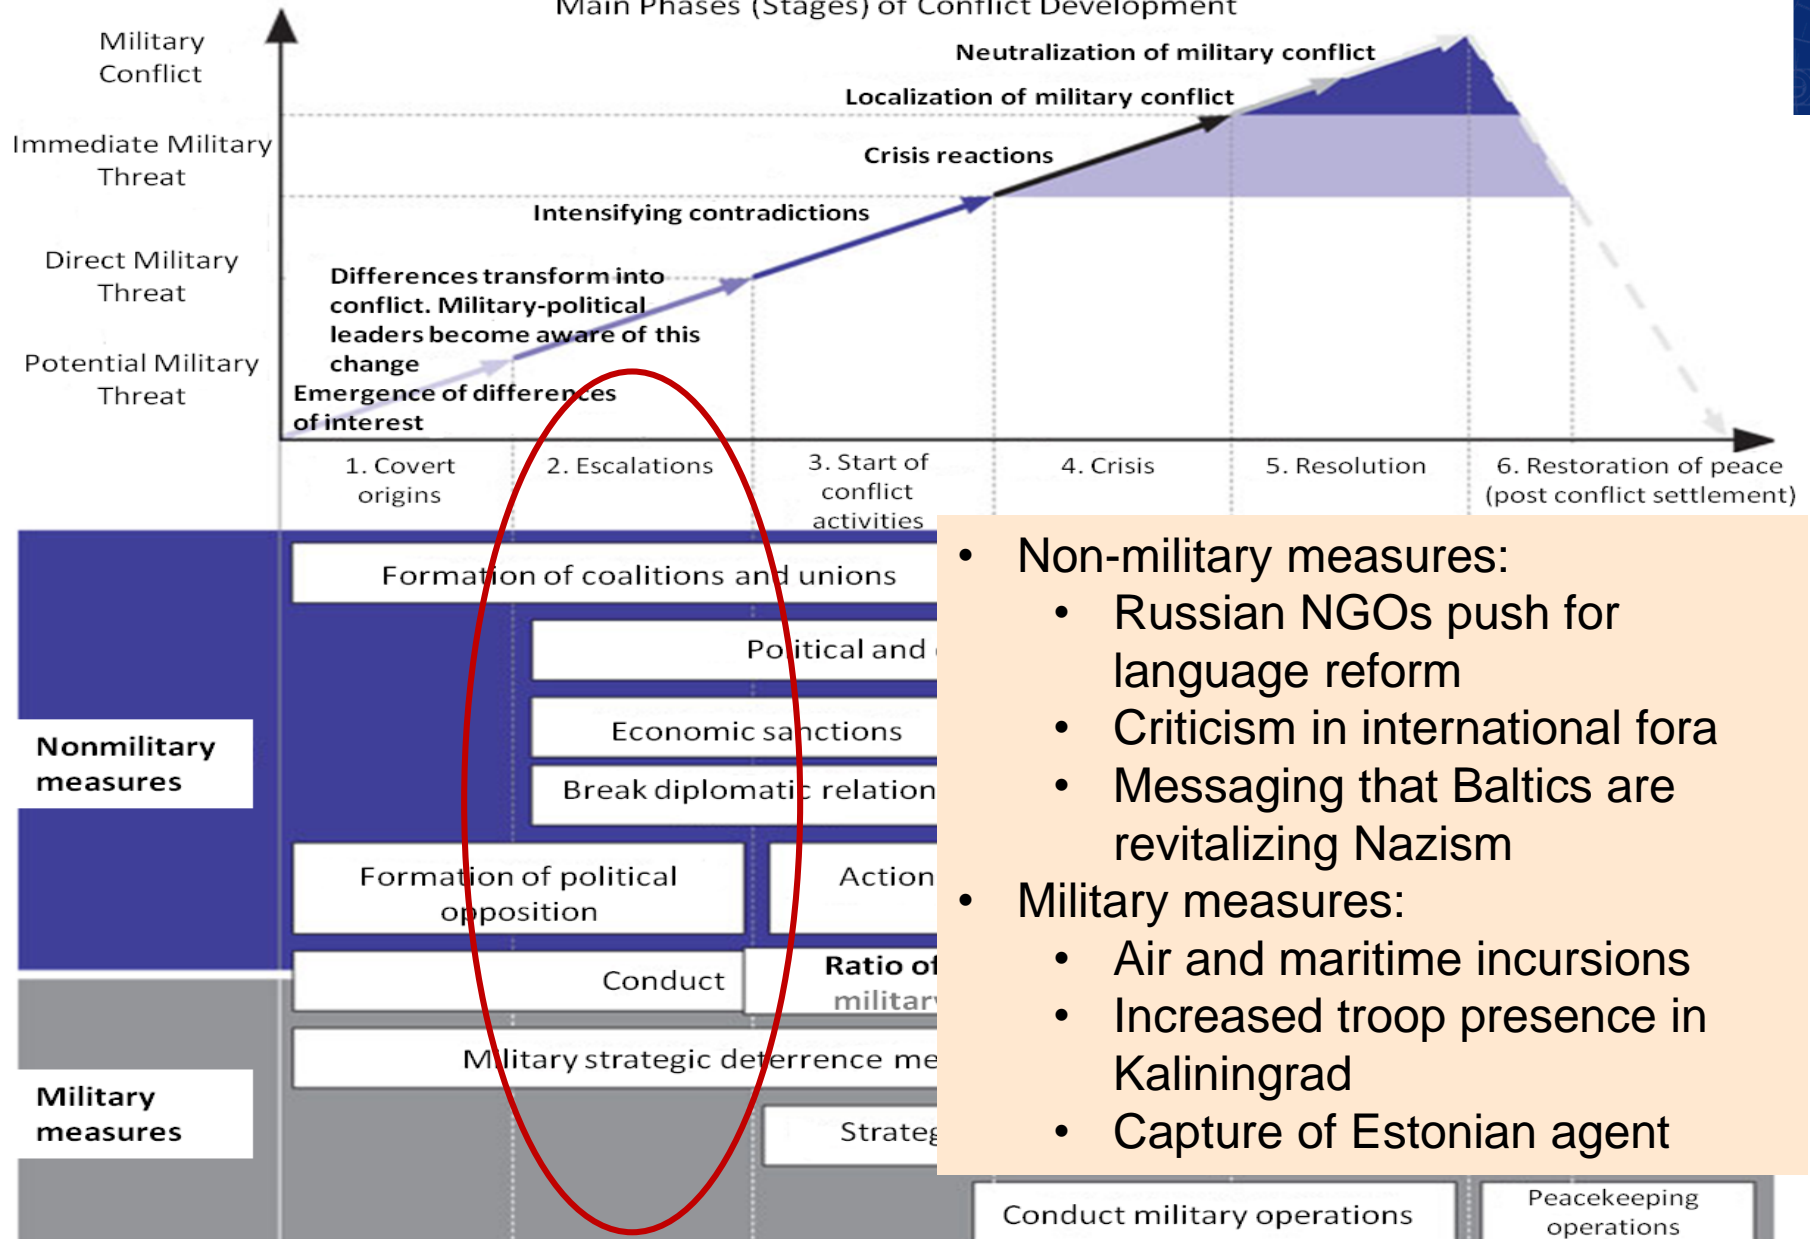 Main Phases (Stages) of Conflict Development
Military
Conflict
Neutralization of military conflict
Localization of military conflict
Immediate Military
Threat
Crisis reactions
Intensifying contradictions
Direct Military
Threat
Differences transform into
conflict. Military-political
leaders become aware of this
change
Potential Military
Threat
Emergence of differences
of interest
1. Covert
origins
2. Escalations
3. Start of
conflict
activities
4. Crisis
5. Resolution
6. Restoration of peace
(post conflict settlement)
Nonmilitary
measures
Formation of coalitions and unions
Political and
Economic sanctions
Break diplomatic relation
Formation of political
opposition
Action
Conduct
Ratio of
military
Military
measures
Military strategic deterrence me
Strateg
Conduct military operations
Peacekeeping
operations
• Non-military measures:
• Russian NGOs push for
language reform
• Criticism in international fora
• Messaging that Baltics are
revitalizing Nazism
• Military measures:
• Air and maritime incursions
• Increased troop presence in
Kaliningrad
• Capture of Estonian agent